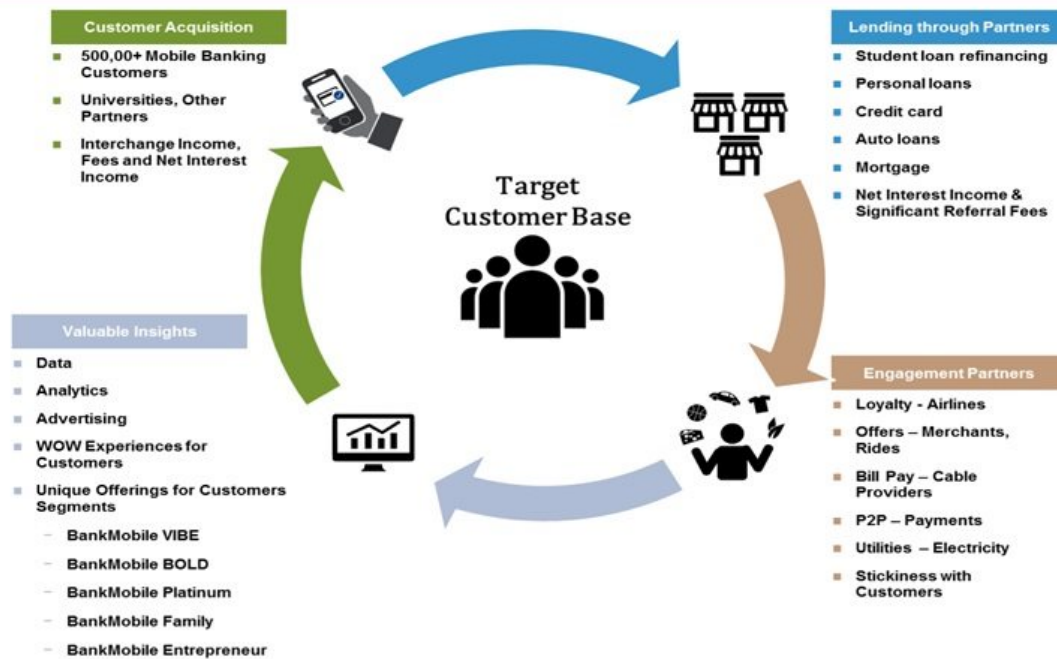 Customer Acquisition
500,00+ Mobile Banking
Customers
Universities, Other
Partners
Interchange Income,
Fees and Net Interest
Income
Lending through Partners
Student loan refinancing
Personal loans
Credit card
Auto loans
Mortgage
Net Interest Income &
Significant Referral Fees
Target
Customer Base
Valuable Insights
Data
Analytics
Advertising
WOW Experiences for
Customers
Unique Offerings for Customers
Segments
– BankMobile VIBE
– BankMobile BOLD
– BankMobile Platinum
– BankMobile Family
– BankMobile Entrepreneur
Engagement Partners
Loyalty - Airlines
Offers – Merchants,
Rides
Bill Pay – Cable
Providers
P2P – Payments
Utilities – Electricity
Stickiness with
Customers